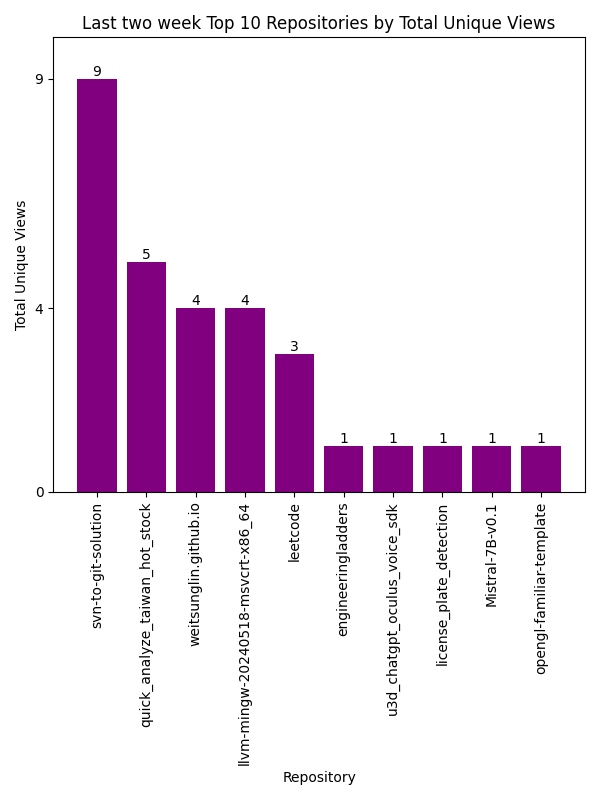 Last two week Top 10 Repositories by Total Unique Views
Total Unique Views
9
4
0
9
5
4
4
3
1
1
1
1
1
svn-to-git-solution
quick_analyze_taiwan_hot_stock
weitsunglin.github.io
llvm-mingw-20240518-msvcrt-x86_64
leetcode
engineeringladders
u3d_chatgpt_oculus_voice_sdk
license_plate_detection
Mistral-7B-v0.1
opengl-familiar-template
Repository